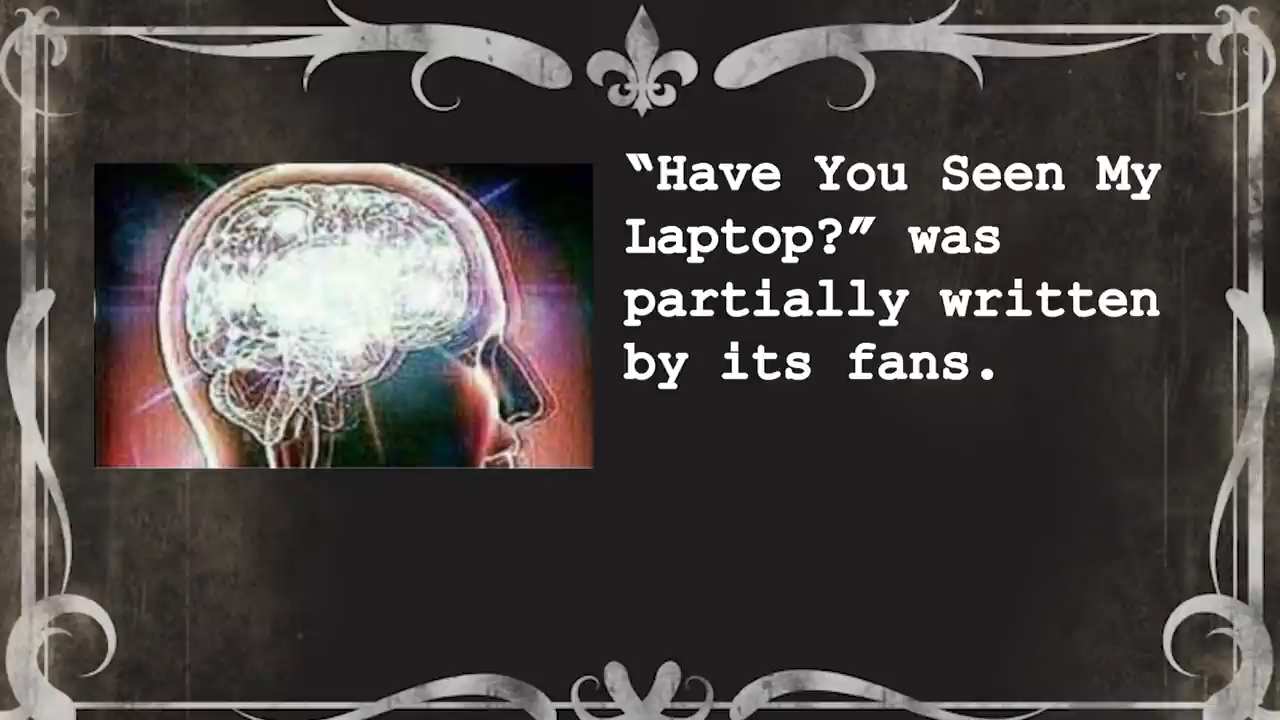 “Have You Seen My
Laptop?” was
partially written
by its fans.